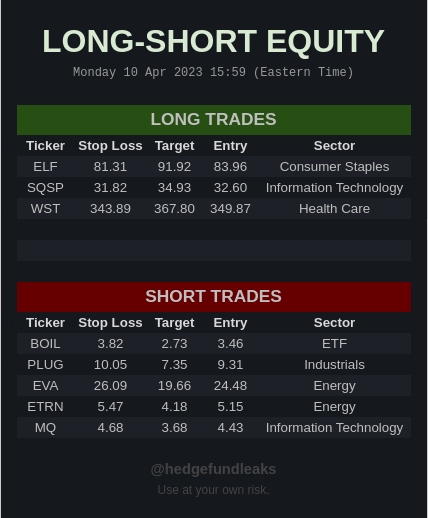 LONG-SHORT EQUITY
Monday 10 Apr 2023 15:59 (Eastern Time)
LONG TRADES
Ticker Stop Loss Target Entry Sector
ELF 81.31 91.92 83.96 Consumer Staples
SQSP 31.82 34.93 32.60 Information Technology
WST 343.89 367.80 349.87 Health Care
SHORT TRADES
Ticker Stop Loss Target Entry Sector
BOIL 3.82 2.73 3.46 ETF
PLUG 10.05 7.35 9.31 Industrials
EVA 26.09 19.66 24.48 Energy
ETRN 5.47 4.18 5.15 Energy
MQ 4.68 3.68 4.43 Information Technology
@hedgefundleaks
Use at your own risk.